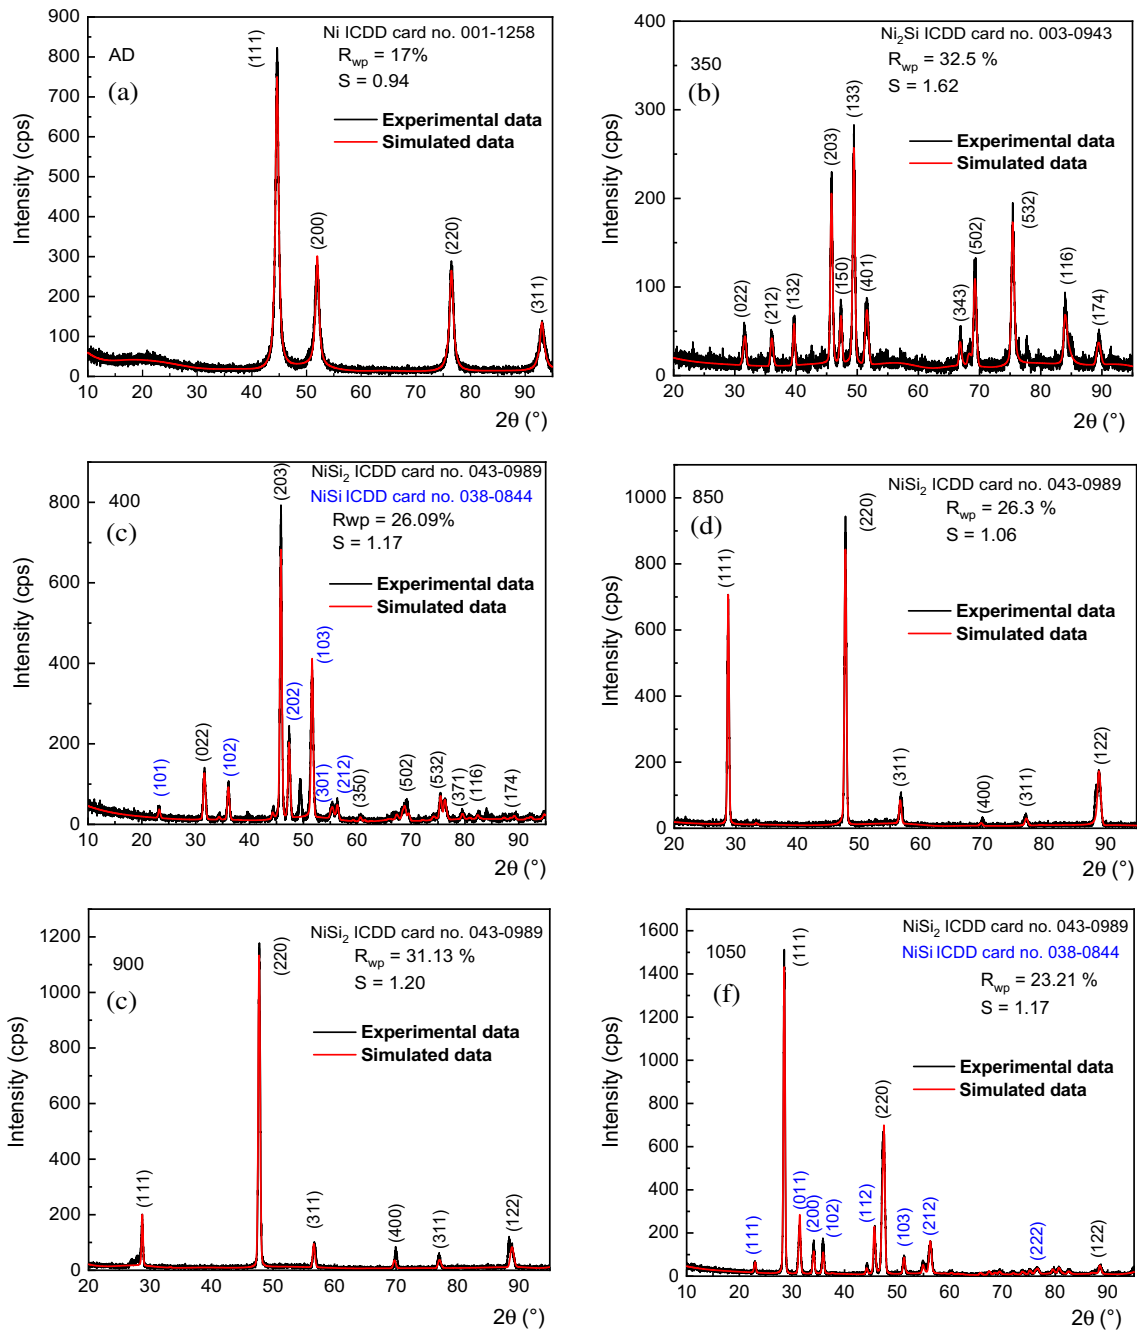 AD
(a)
Ni ICDD card no. 001-1258
Rwp = 17%
S = 0.94
Experimental data
Simulated data
(111)
(200)
(220)
(311)
Intensity (cps)
900
800
700
600
500
400
300
200
100
0
10 20 30 40 50 60 70 80 90
2θ (°)
350
(b)
Ni2Si ICDD card no. 003-0943
Rwp = 32.5 %
S = 1.62
Experimental data
Simulated data
(022)
(212)
(132)
(203)
(150)
(133)
(401)
(343)
(502)
(532)
(116)
(174)
Intensity (cps)
400
300
200
100
0
20 30 40 50 60 70 80 90
2θ (°)
400
(c)
NiSi2 ICDD card no. 043-0989
NiSi ICDD card no. 038-0844
Rwp = 26.09%
S = 1.17
Experimental data
Simulated data
(101)
(022)
(102)
(203)
(202)
(103)
(301)
(212)
(350)
(502)
(532)
(371)
(116)
(174)
Intensity (cps)
800
600
400
200
0
10 20 30 40 50 60 70 80 90
2θ (°)
850
(d)
NiSi2 ICDD card no. 043-0989
Rwp = 26.3 %
S = 1.06
Experimental data
Simulated data
(111)
(220)
(311)
(400)
(311)
(122)
Intensity (cps)
1000
800
600
400
200
0
20 30 40 50 60 70 80 90
2θ (°)
900
(c)
NiSi2 ICDD card no. 043-0989
Rwp = 31.13 %
S = 1.20
Experimental data
Simulated data
(111)
(220)
(311)
(400)
(311)
(122)
Intensity (cps)
1200
1000
800
600
400
200
0
20 30 40 50 60 70 80 90
2θ (°)
1050
(f)
NiSi2 ICDD card no. 043-0989
NiSi ICDD card no. 038-0844
Rwp = 23.21 %
S = 1.17
Experimental data
Simulated data
(111)
(111)
(011)
(200)
(102)
(112)
(220)
(103)
(212)
(222)
(122)
Intensity (cps)
1600
1400
1200
1000
800
600
400
200
0
10 20 30 40 50 60 70 80 90
2θ (°)